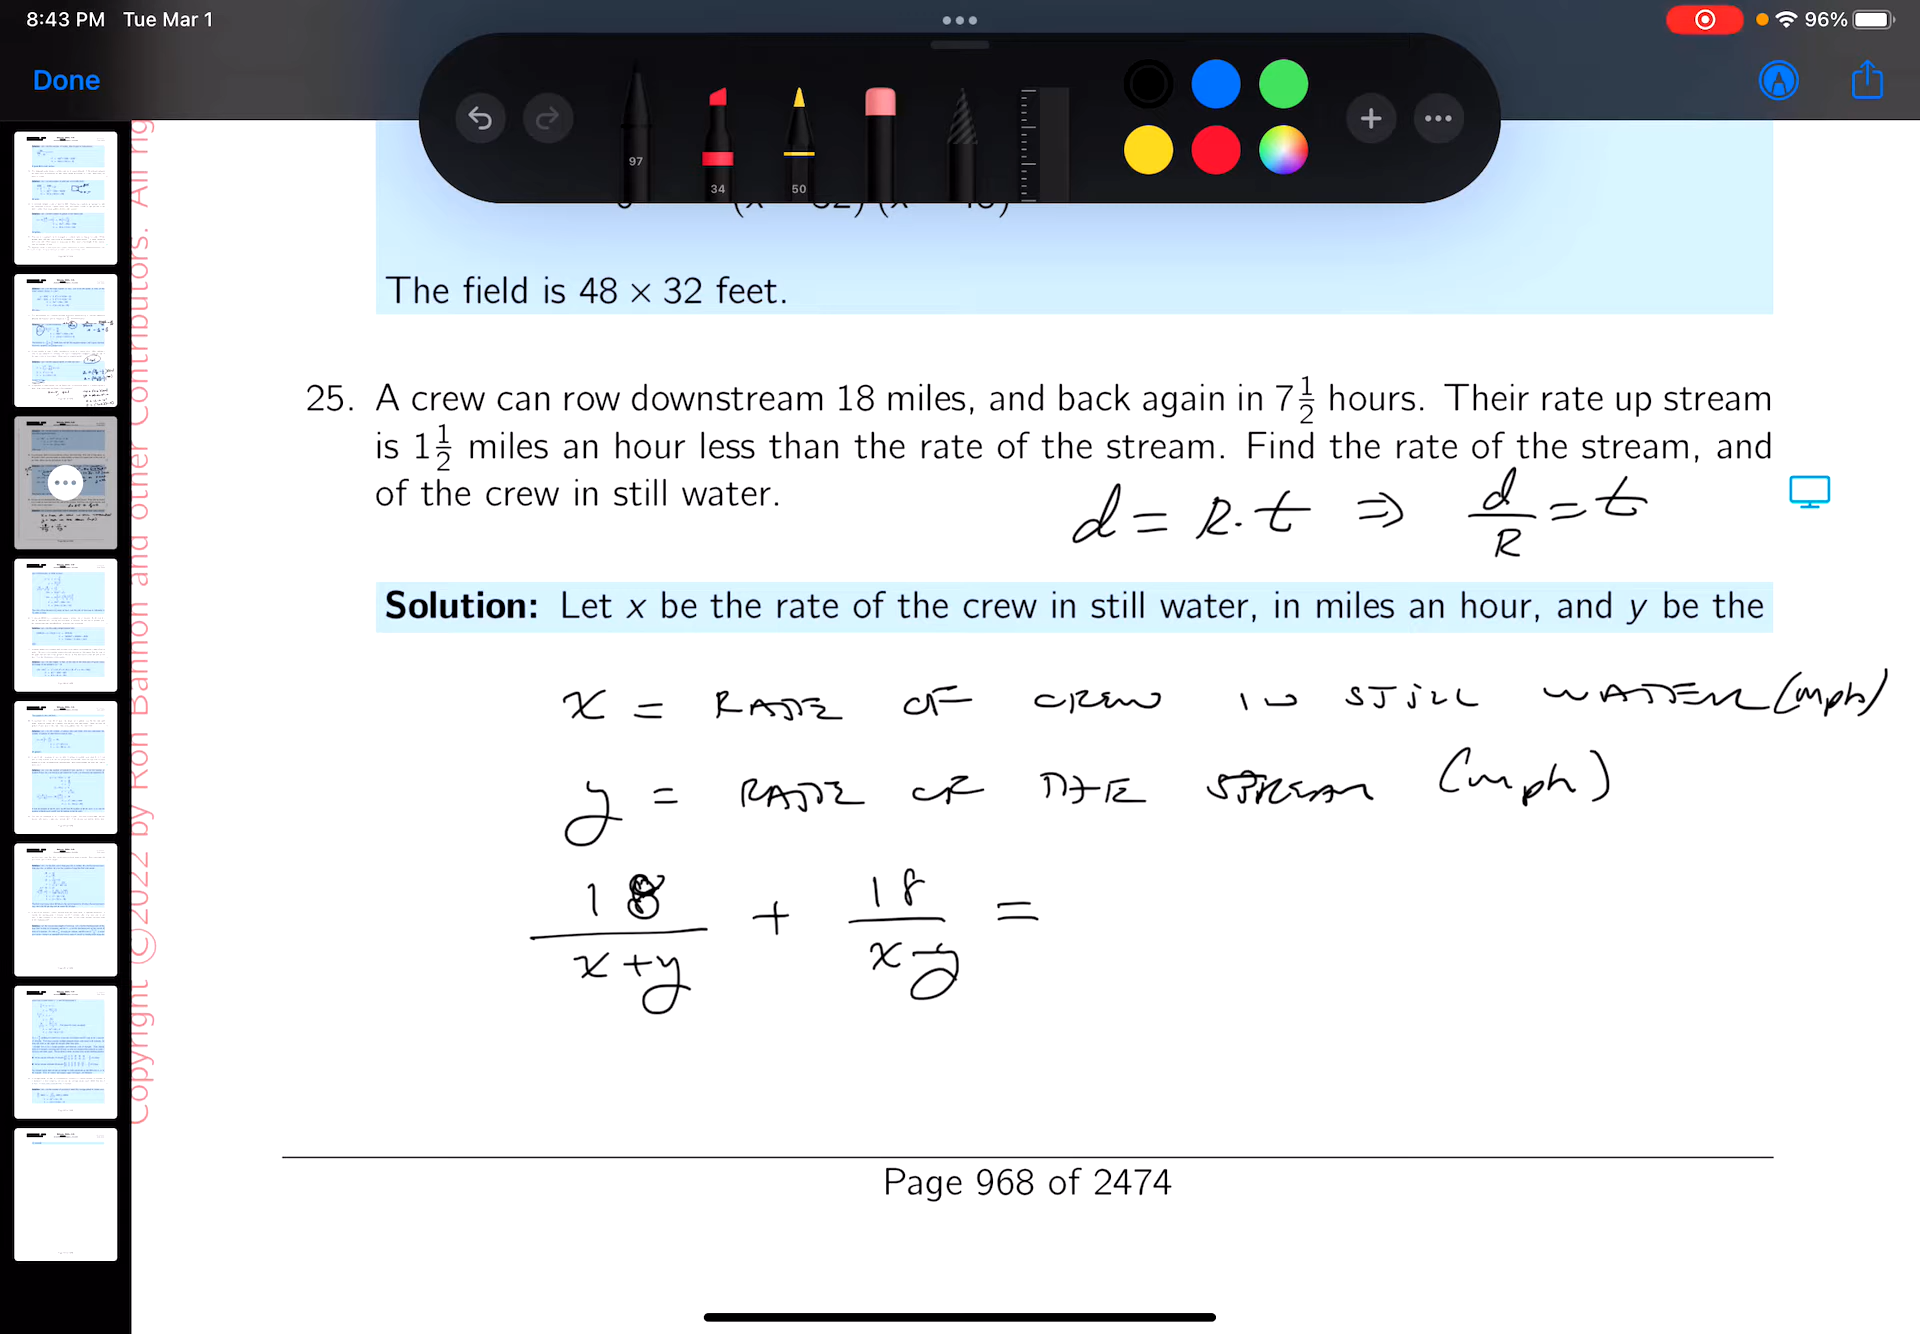 8:43 PM Tue Mar 1
96%
Done
97
34
50
The field is 48 × 32 feet.
25. A crew can row downstream 18 miles, and back again in 7 1/2 hours. Their rate up stream
is 1 1/2 miles an hour less than the rate of the stream. Find the rate of the stream, and
of the crew in still water.
d = R·t ⇒ d/R = t
Solution: Let x be the rate of the crew in still water, in miles an hour, and y be the
x = RATE OF CREW IN STILL WATER (mph)
y = RATE OF THE STREAM (mph)
18/(x+y) + 18/(x-y) =
Page 968 of 2474
Copyright ©2022 by Ron Bannon and other Contributors. All rig